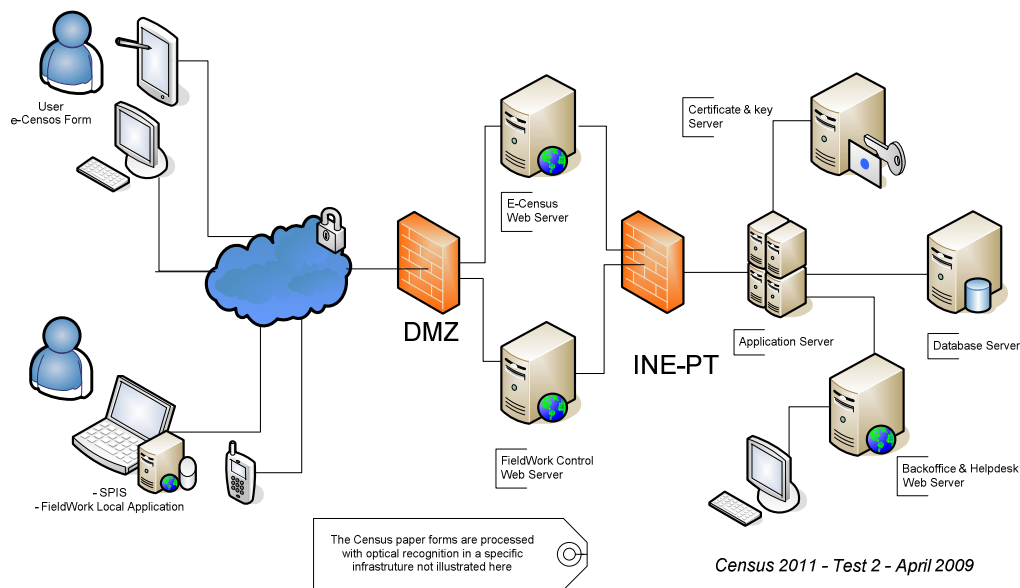 User
e-Censos Form
Certificate & key
Server
E-Census
Web Server
DMZ
INE-PT
Application Server
Database Server
FieldWork Control
Web Server
Backoffice & Helpdesk
Web Server
- SPIS
- FieldWork Local Application
The Census paper forms are processed
with optical recognition in a specific
infrastruture not illustrated here
Census 2011 - Test 2 - April 2009